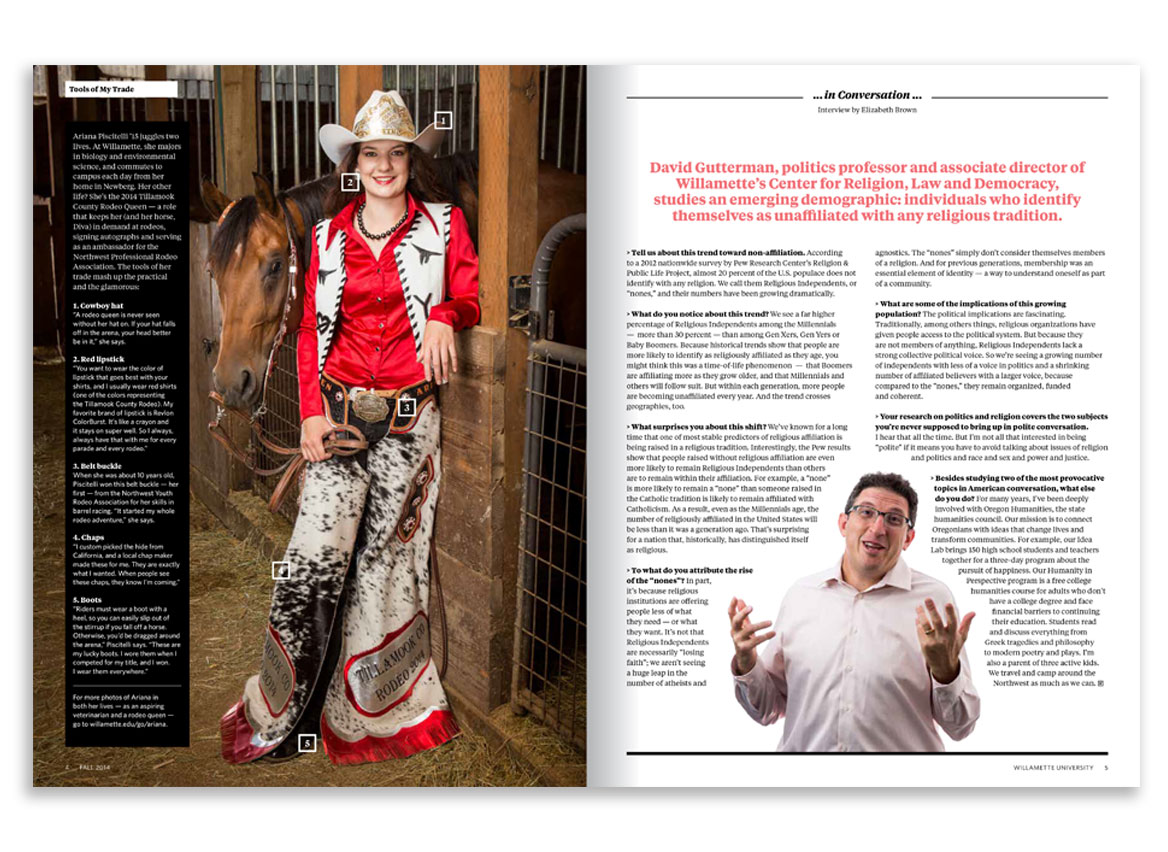 Tools of My Trade
Ariana Piscitelli '15 juggles two
lives. At Willamette, she majors
in biology and environmental
science, and commutes to
campus each day from her
home in Newberg. Her other
life? She's the 2014 Tillamook
County Rodeo Queen — a role
that keeps her (and her horse,
Diva) in demand at rodeos,
signing autographs and serving
as an ambassador for the
Northwest Professional Rodeo
Association. The tools of her
trade mash up the practical
and the glamorous:
1. Cowboy hat
"A rodeo queen is never seen
without her hat on. If your hat falls
off in the arena, your head better
be in it," she says.
2. Red lipstick
"You want to wear the color of
lipstick that goes best with your
shirts, and I usually wear red shirts
(one of the colors representing
the Tillamook County Rodeo). My
favorite brand of lipstick is Revlon
ColorBurst. It's like a crayon and
it stays on super well. So I always,
always have that with me for every
parade and every rodeo."
3. Belt buckle
When she was about 10 years old,
Piscitelli won this belt buckle — her
first — from the Northwest Youth
Rodeo Association for her skills in
barrel racing. "It started my whole
rodeo adventure," she says.
4. Chaps
"I custom picked the hide from
California, and a local chap maker
made these for me. They are exactly
what I wanted. When people see
these chaps, they know I'm coming."
5. Boots
"Riders must wear a boot with a
heel, so you can easily slip out of
the stirrup if you fall off a horse.
Otherwise, you'd be dragged around
the arena," Piscitelli says. "These are
my lucky boots. I wore them when I
competed for my title, and I won.
I wear them everywhere."
For more photos of Ariana in
both her lives — as an aspiring
veterinarian and a rodeo queen —
go to willamette.edu/go/ariana.
4 FALL 2014
1
2
3
4
5
TILLAMOOK CO
RODEO 2014
... in Conversation ...
Interview by Elizabeth Brown
David Gutterman, politics professor and associate director of
Willamette's Center for Religion, Law and Democracy,
studies an emerging demographic: individuals who identify
themselves as unaffiliated with any religious tradition.
> Tell us about this trend toward non-affiliation. According
to a 2012 nationwide survey by Pew Research Center's Religion &
Public Life Project, almost 20 percent of the U.S. populace does not
identify with any religion. We call them Religious Independents, or
"nones," and their numbers have been growing dramatically.
> What do you notice about this trend? We see a far higher
percentage of Religious Independents among the Millennials
— more than 30 percent — than among Gen Xers, Gen Yers or
Baby Boomers. Because historical trends show that people are
more likely to identify as religiously affiliated as they age, you
might think this was a time-of-life phenomenon — that Boomers
are affiliating more as they grow older, and that Millennials and
others will follow suit. But within each generation, more people
are becoming unaffiliated every year. And the trend crosses
geographies, too.
> What surprises you about this shift? We've known for a long
time that one of most stable predictors of religious affiliation is
being raised in a religious tradition. Interestingly, the Pew results
show that people raised without religious affiliation are even
more likely to remain Religious Independents than others
are to remain within their affiliation. For example, a "none"
is more likely to remain a "none" than someone raised in
the Catholic tradition is likely to remain affiliated with
Catholicism. As a result, even as the Millennials age, the
number of religiously affiliated in the United States will
be less than it was a generation ago. That's surprising
for a nation that, historically, has distinguished itself
as religious.
> To what do you attribute the rise
of the "nones"? In part,
it's because religious
institutions are offering
people less of what
they need — or what
they want. It's not that
Religious Independents
are necessarily "losing
faith"; we aren't seeing
a huge leap in the
number of atheists and
agnostics. The "nones" simply don't consider themselves members
of a religion. And for previous generations, membership was an
essential element of identity — a way to understand oneself as part
of a community.
> What are some of the implications of this growing
population? The political implications are fascinating.
Traditionally, among others things, religious organizations have
given people access to the political system. But because they
are not members of anything, Religious Independents lack a
strong collective political voice. So we're seeing a growing number
of independents with less of a voice in politics and a shrinking
number of affiliated believers with a larger voice, because
compared to the "nones," they remain organized, funded
and coherent.
> Your research on politics and religion covers the two subjects
you're never supposed to bring up in polite conversation.
I hear that all the time. But I'm not all that interested in being
"polite" if it means you have to avoid talking about issues of religion
and politics and race and sex and power and justice.
> Besides studying two of the most provocative
topics in American conversation, what else
do you do? For many years, I've been deeply
involved with Oregon Humanities, the state
humanities council. Our mission is to connect
Oregonians with ideas that change lives and
transform communities. For example, our Idea
Lab brings 150 high school students and teachers
together for a three-day program about the
pursuit of happiness. Our Humanity in
Perspective program is a free college
humanities course for adults who don't
have a college degree and face
financial barriers to continuing
their education. Students read
and discuss everything from
Greek tragedies and philosophy
to modern poetry and plays. I'm
also a parent of three active kids.
We travel and camp around the
Northwest as much as we can.
WILLAMETTE UNIVERSITY 5